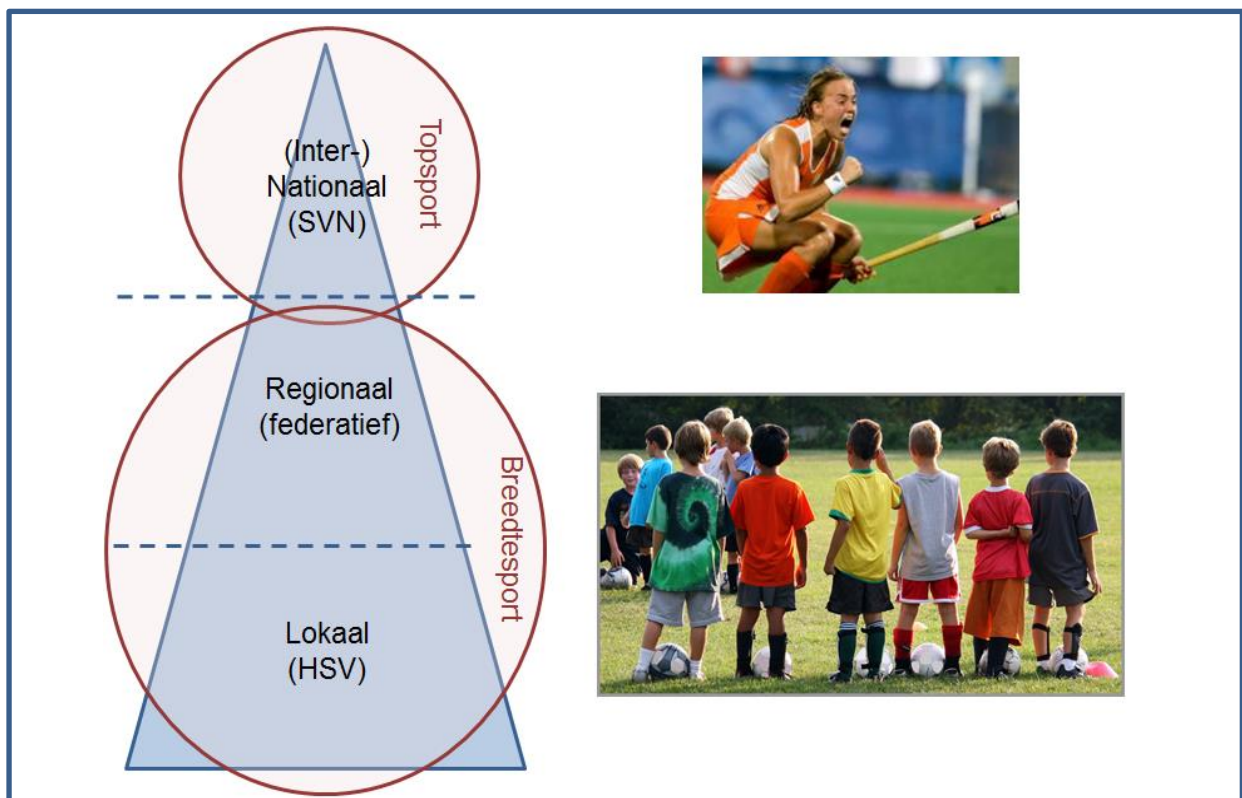 (Inter-)
Nationaal
(SVN)
Topsport
Regionaal
(federatief)
Breedtesport
Lokaal
(HSV)